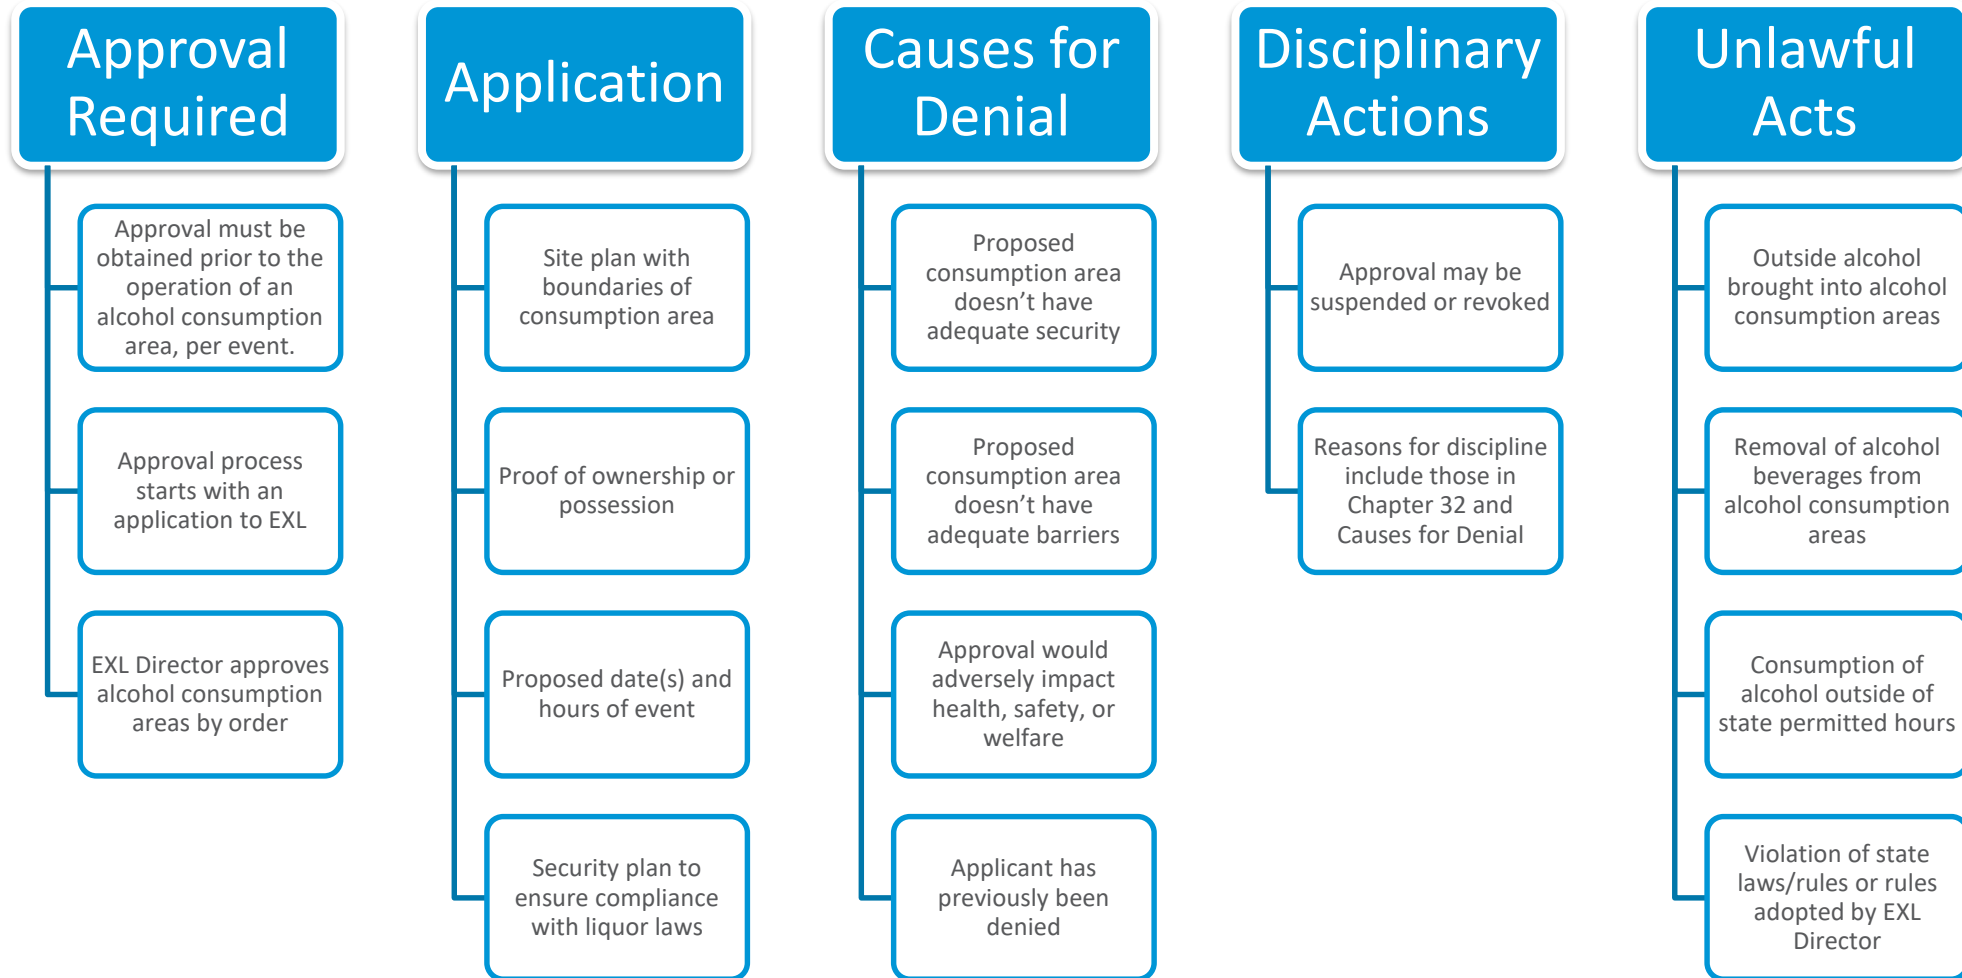 Approval
Required
Approval must be
obtained prior to the
operation of an
alcohol consumption
area, per event.
Approval process
starts with an
application to EXL
EXL Director approves
alcohol consumption
areas by order
Application
Site plan with
boundaries of
consumption area
Proof of ownership or
possession
Proposed date(s) and
hours of event
Security plan to
ensure compliance
with liquor laws
Causes for
Denial
Proposed
consumption area
doesn’t have
adequate security
Proposed
consumption area
doesn’t have
adequate barriers
Approval would
adversely impact
health, safety, or
welfare
Applicant has
previously been
denied
Disciplinary
Actions
Approval may be
suspended or revoked
Reasons for discipline
include those in
Chapter 32 and
Causes for Denial
Unlawful
Acts
Outside alcohol
brought into alcohol
consumption areas
Removal of alcohol
beverages from
alcohol consumption
areas
Consumption of
alcohol outside of
state permitted hours
Violation of state
laws/rules or rules
adopted by EXL
Director